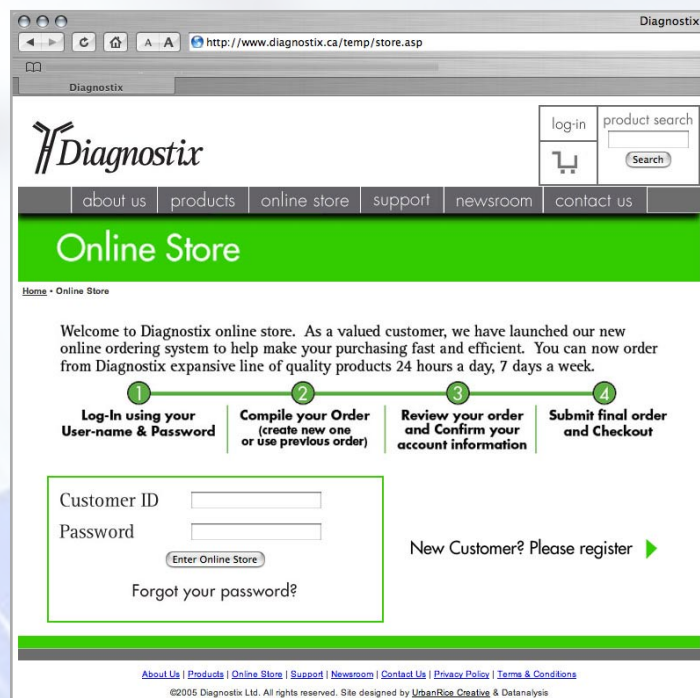 Diagnostix
A A http://www.diagnostix.ca/temp/store.asp
Diagnostix
Diagnostix
log-in
product search
Search
about us products online store support newsroom contact us
Online Store
Home • Online Store
Welcome to Diagnostix online store. As a valued customer, we have launched our new
online ordering system to help make your purchasing fast and efficient. You can now order
from Diagnostix expansive line of quality products 24 hours a day, 7 days a week.
1 2 3 4
Log-In using your
User-name & Password
Compile your Order
(create new one
or use previous order)
Review your order
and Confirm your
account information
Submit final order
and Checkout
Customer ID
Password
Enter Online Store
Forgot your password?
New Customer? Please register
About Us | Products | Online Store | Support | Newsroom | Contact Us | Privacy Policy | Terms & Conditions
©2005 Diagnostix Ltd. All rights reserved. Site designed by UrbanRice Creative & Datanalysis